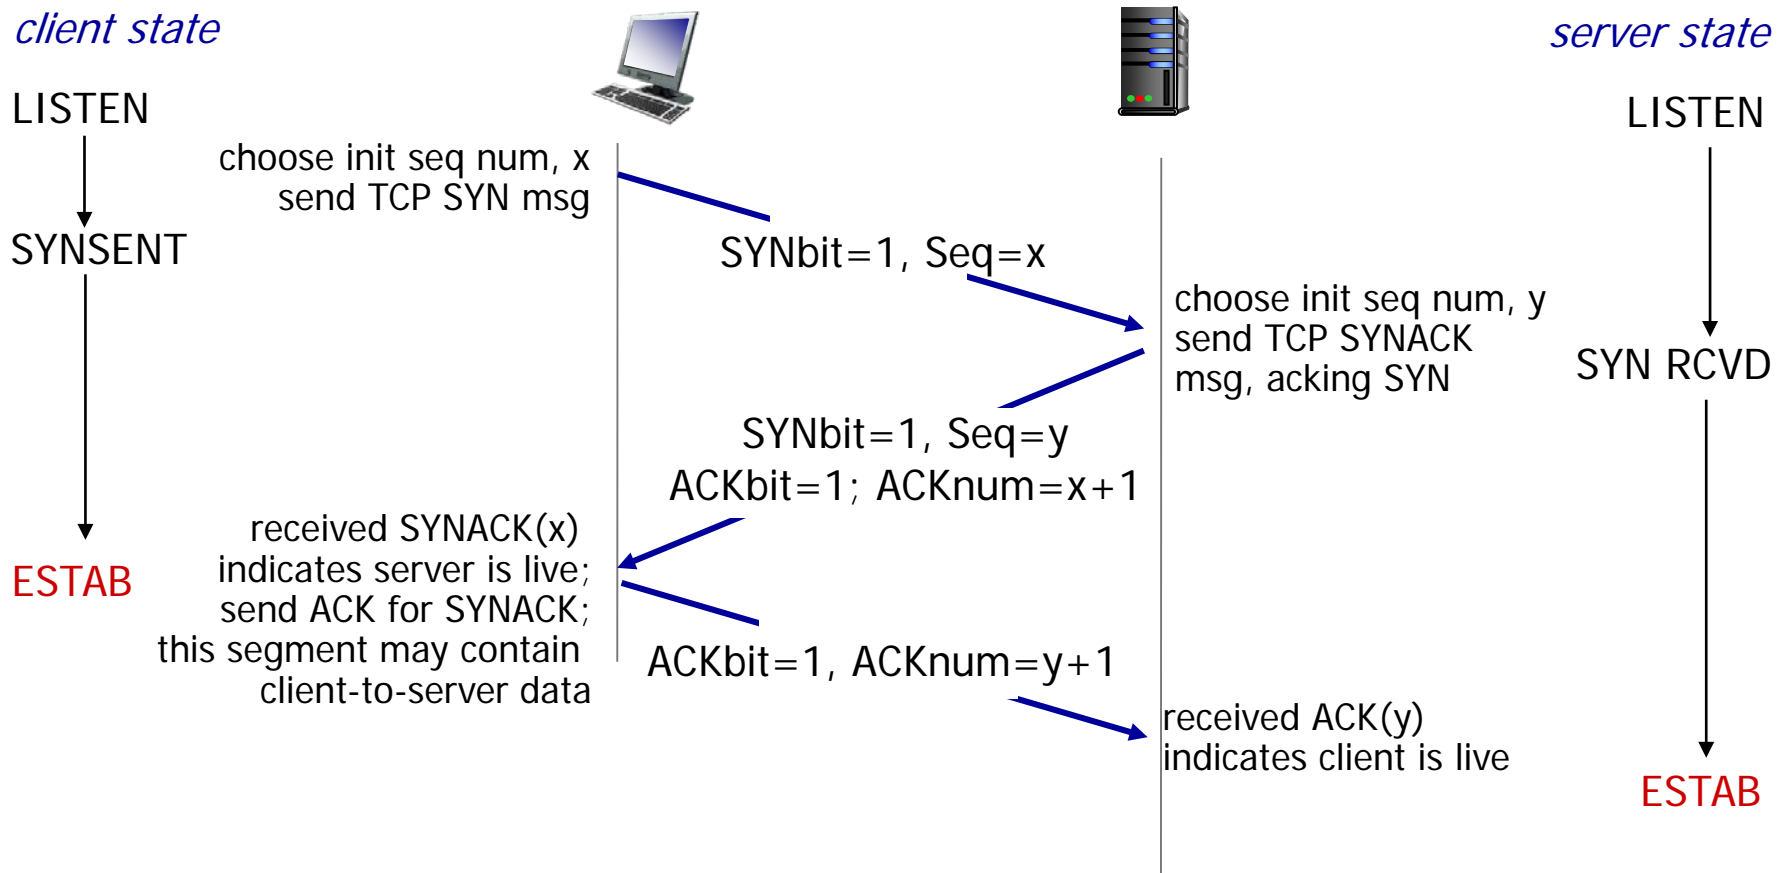 client state
server state
LISTEN
LISTEN
choose init seq num, x
send TCP SYN msg
SYNSENT
SYNbit=1, Seq=x
choose init seq num, y
send TCP SYNACK
msg, acking SYN
SYN RCVD
SYNbit=1, Seq=y
ACKbit=1; ACKnum=x+1
received SYNACK(x)
indicates server is live;
send ACK for SYNACK;
this segment may contain
client-to-server data
ESTAB
ACKbit=1, ACKnum=y+1
received ACK(y)
indicates client is live
ESTAB